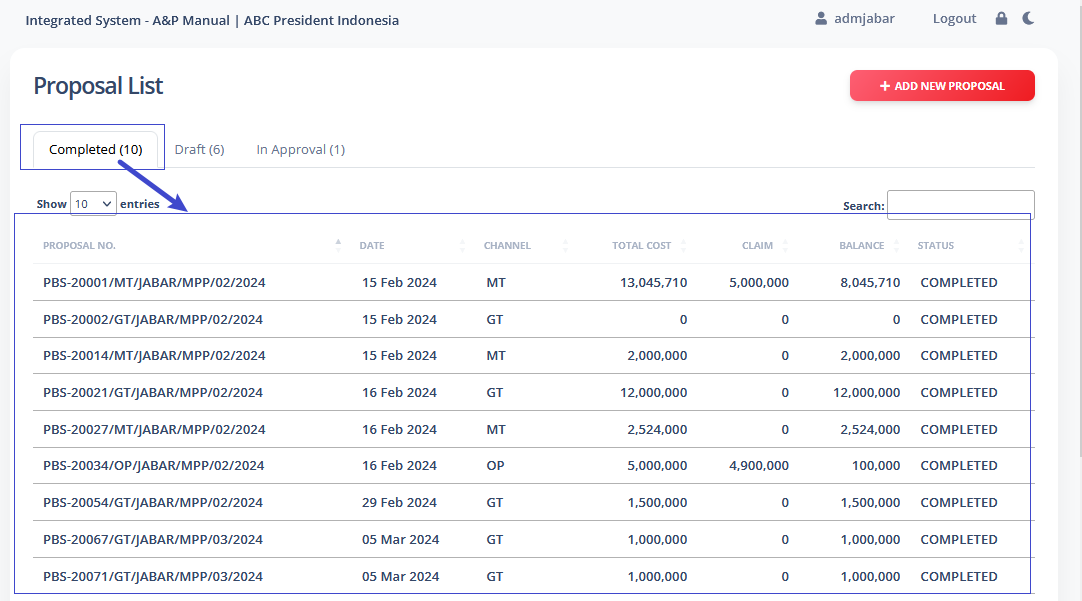 Integrated System - A&P Manual | ABC President Indonesia admjabar Logout
Proposal List + ADD NEW PROPOSAL
Completed (10) Draft (6) In Approval (1)
Show 10 entries Search:
PROPOSAL NO. DATE CHANNEL TOTAL COST CLAIM BALANCE STATUS
PBS-20001/MT/JABAR/MPP/02/2024 15 Feb 2024 MT 13,045,710 5,000,000 8,045,710 COMPLETED
PBS-20002/GT/JABAR/MPP/02/2024 15 Feb 2024 GT 0 0 0 COMPLETED
PBS-20014/MT/JABAR/MPP/02/2024 15 Feb 2024 MT 2,000,000 0 2,000,000 COMPLETED
PBS-20021/GT/JABAR/MPP/02/2024 16 Feb 2024 GT 12,000,000 0 12,000,000 COMPLETED
PBS-20027/MT/JABAR/MPP/02/2024 16 Feb 2024 MT 2,524,000 0 2,524,000 COMPLETED
PBS-20034/OP/JABAR/MPP/02/2024 16 Feb 2024 OP 5,000,000 4,900,000 100,000 COMPLETED
PBS-20054/GT/JABAR/MPP/02/2024 29 Feb 2024 GT 1,500,000 0 1,500,000 COMPLETED
PBS-20067/GT/JABAR/MPP/03/2024 05 Mar 2024 GT 1,000,000 0 1,000,000 COMPLETED
PBS-20071/GT/JABAR/MPP/03/2024 05 Mar 2024 GT 1,000,000 0 1,000,000 COMPLETED